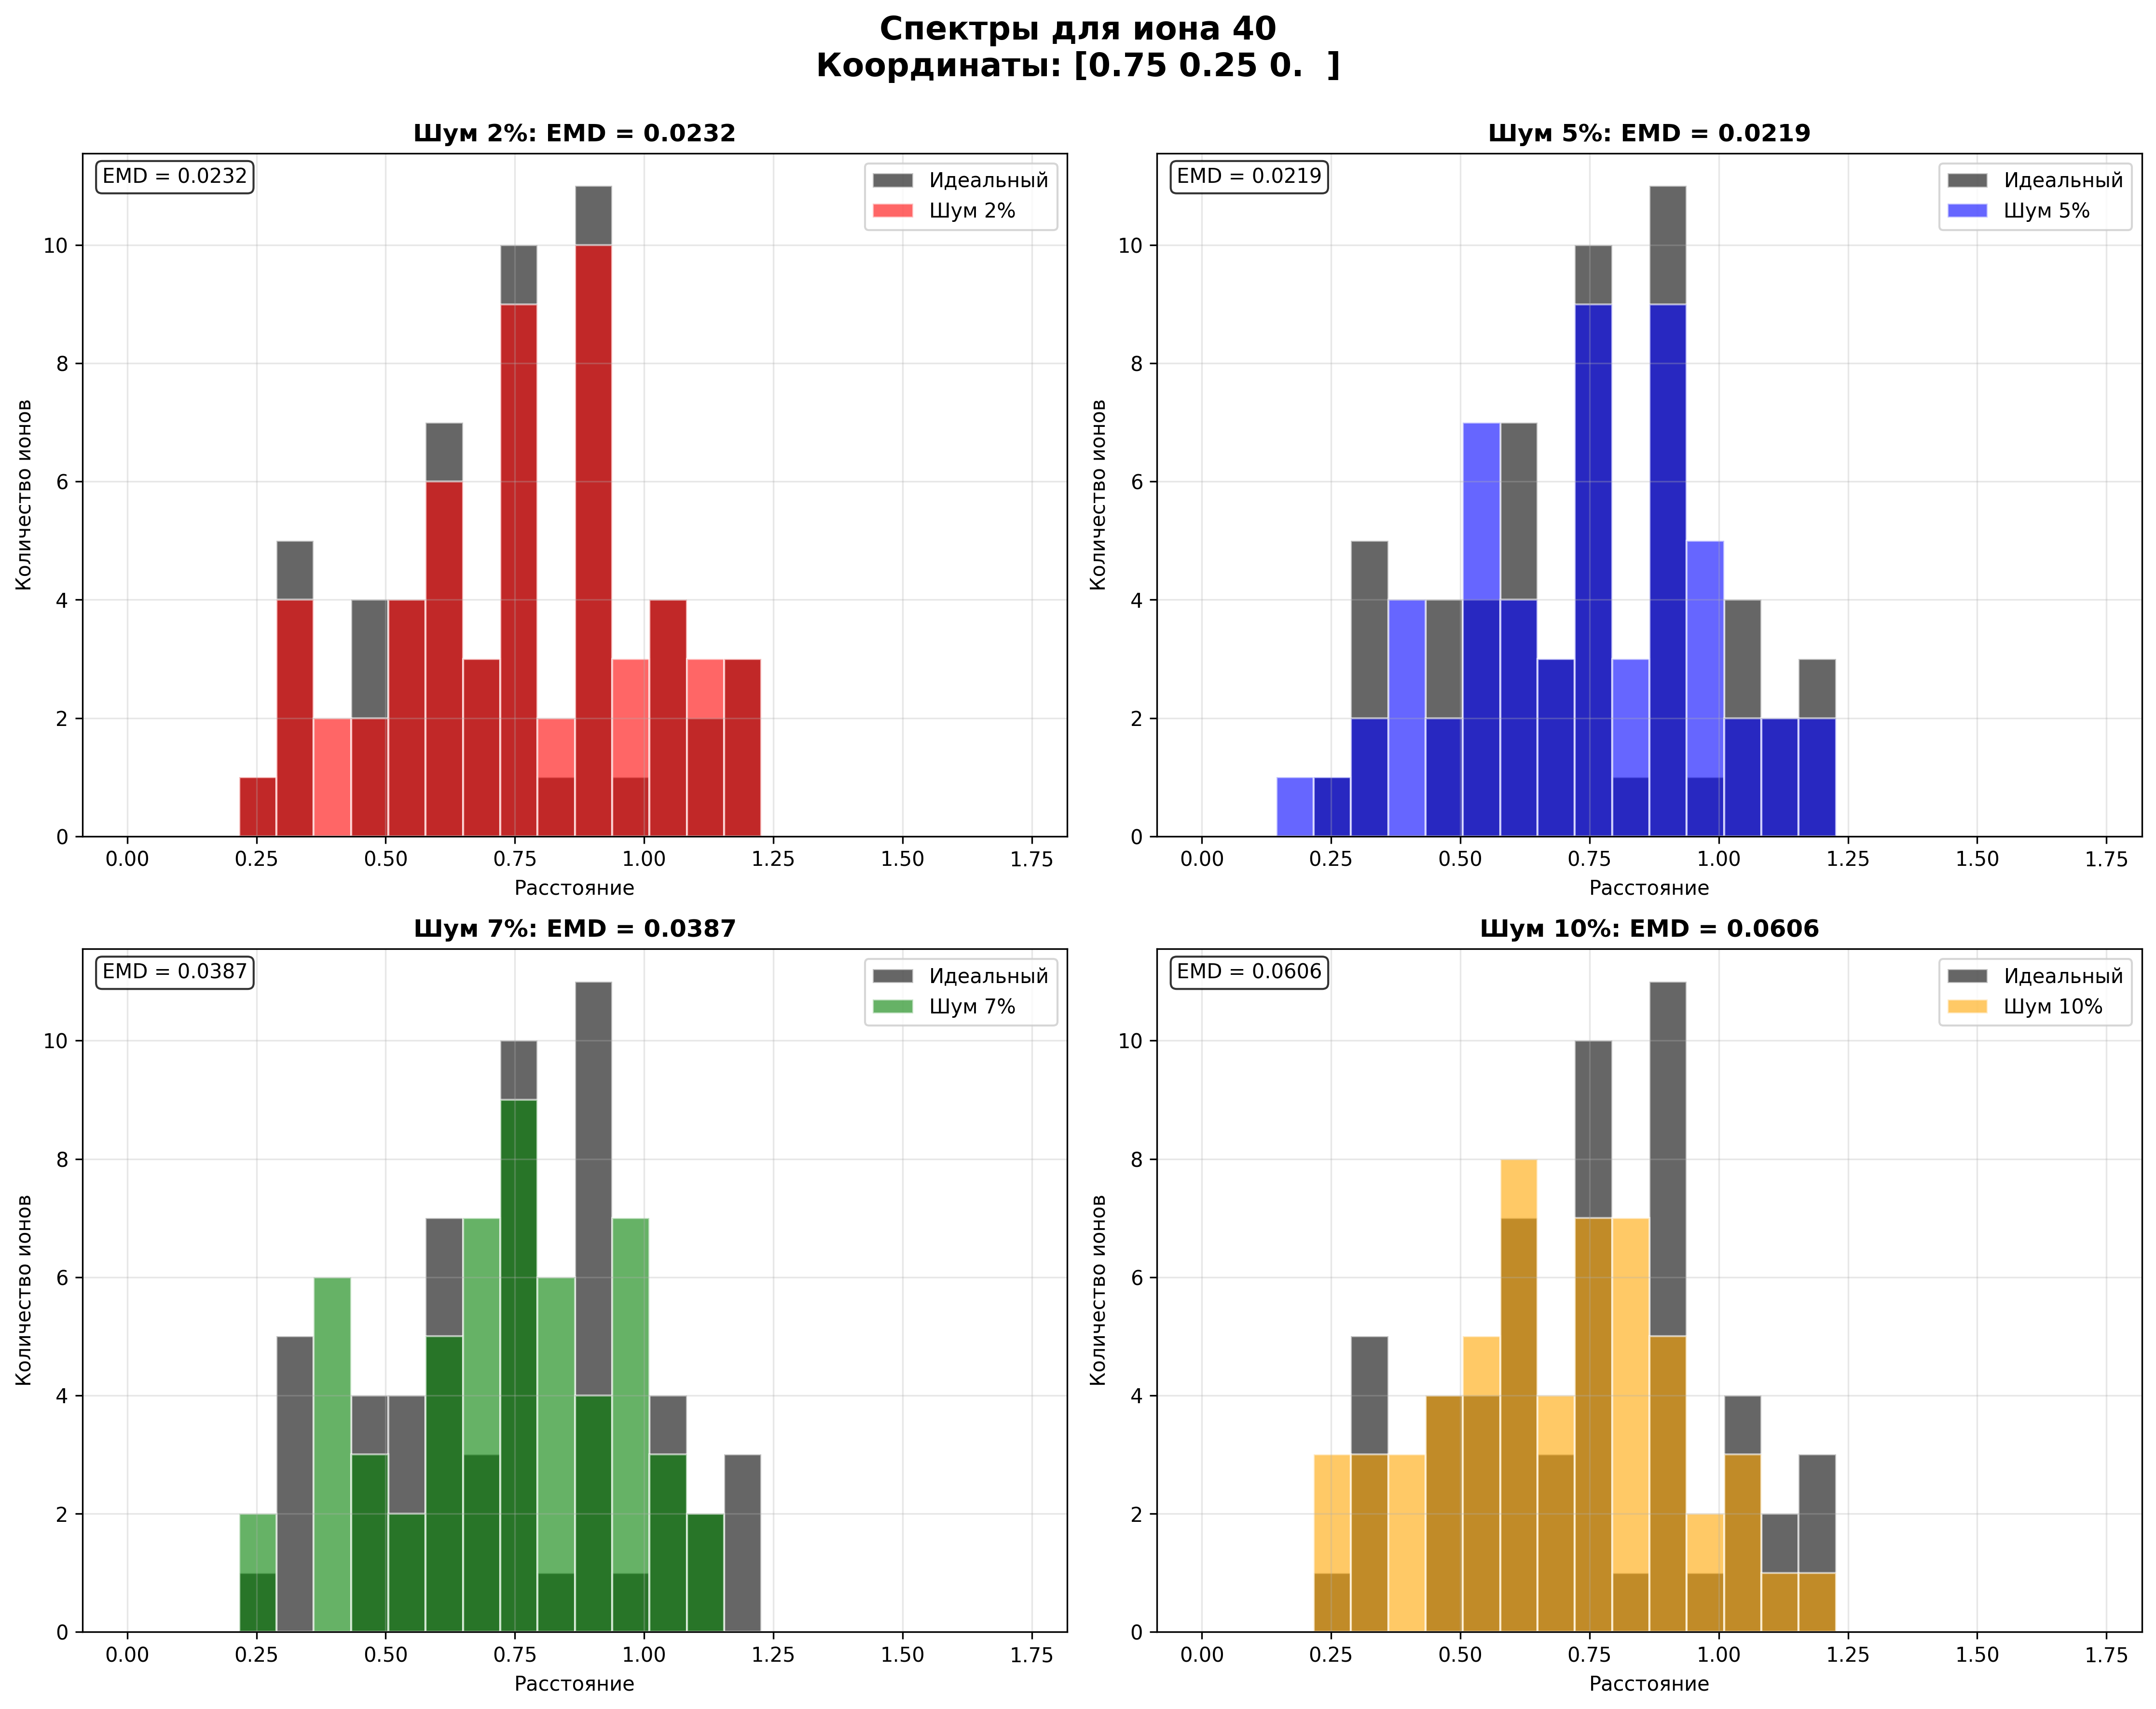 Спектры для иона 40
Координаты: [0.75 0.25 0.  ]
Шум 2%: EMD = 0.0232
EMD = 0.0232
Идеальный
Шум 2%
Количество ионов
10
8
6
4
2
0
0.00 0.25 0.50 0.75 1.00 1.25 1.50 1.75
Расстояние
Шум 5%: EMD = 0.0219
EMD = 0.0219
Идеальный
Шум 5%
Количество ионов
10
8
6
4
2
0
0.00 0.25 0.50 0.75 1.00 1.25 1.50 1.75
Расстояние
Шум 7%: EMD = 0.0387
EMD = 0.0387
Идеальный
Шум 7%
Количество ионов
10
8
6
4
2
0
0.00 0.25 0.50 0.75 1.00 1.25 1.50 1.75
Расстояние
Шум 10%: EMD = 0.0606
EMD = 0.0606
Идеальный
Шум 10%
Количество ионов
10
8
6
4
2
0
0.00 0.25 0.50 0.75 1.00 1.25 1.50 1.75
Расстояние